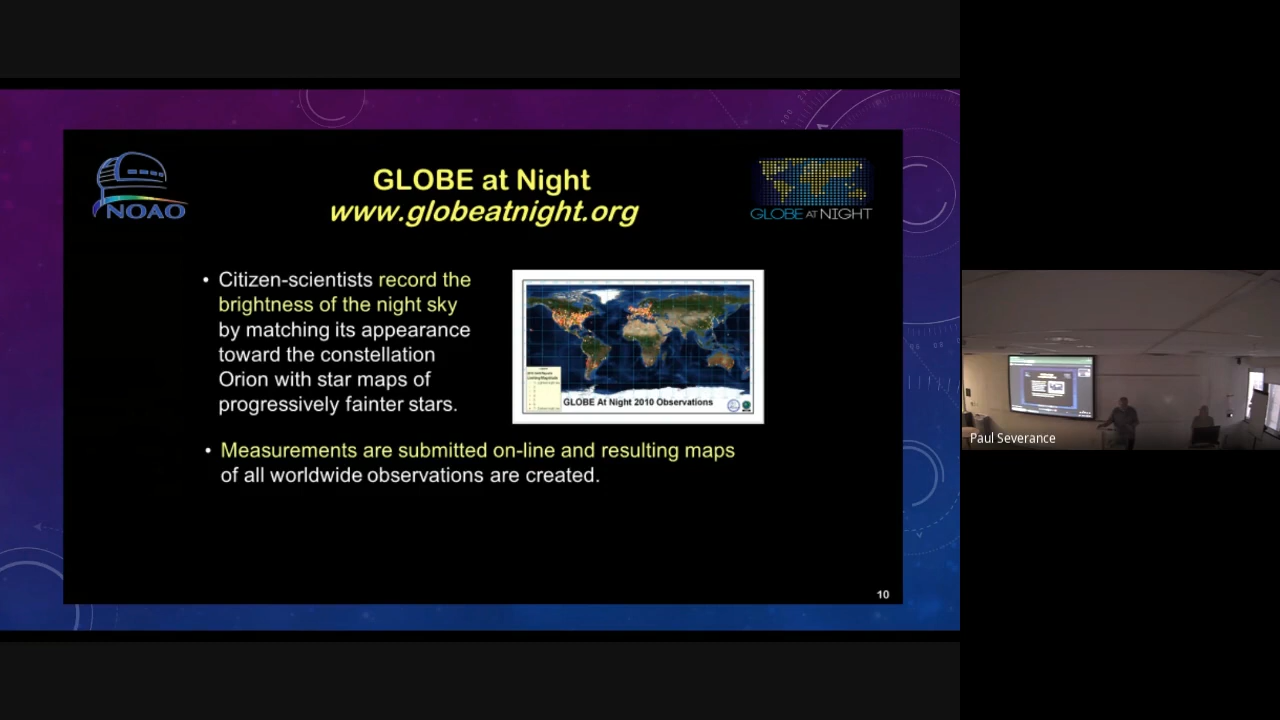 GLOBE at Night
www.globeatnight.org
NOAO
GLOBE AT NIGHT
• Citizen-scientists record the
brightness of the night sky
by matching its appearance
toward the constellation
Orion with star maps of
progressively fainter stars.
GLOBE At Night 2010 Observations
• Measurements are submitted on-line and resulting maps
of all worldwide observations are created.
10
Paul Severance